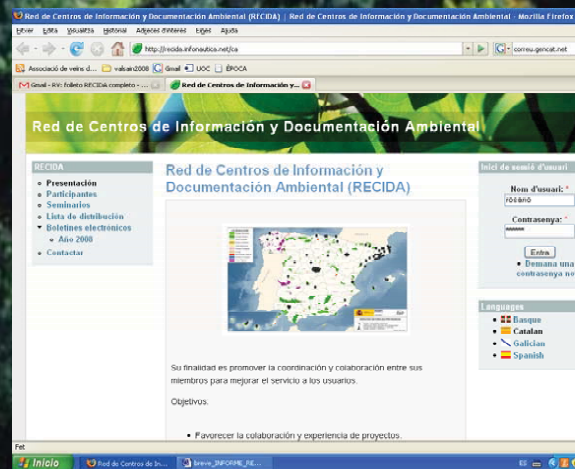 Red de Centros de Información y Documentación Ambiental (RECIDA) | Red de Centros de Información y Documentación Ambiental - Mozilla Firefox
Fitxer Edita Visualitza Historial Adreces d'interès Eines Ajuda
http://recida.infonautica.net/ca
correu.gencat.net
Associació de veïns d... valsain2008 Gmail UOC ÈPOCA
Gmail - RV: folleto RECIDA completo - ...
Red de Centros de Información y...
Red de Centros de Información y Documentación Ambiental
RECIDA
Presentación
Participantes
Seminarios
Lista de distribución
Boletines electrónicos
Año 2008
Contactar
Red de Centros de Información y
Documentación Ambiental (RECIDA)
Su finalidad es promover la coordinación y colaboración entre sus
miembros para mejorar el servicio a los usuarios.
Objetivos:
Favorecer la colaboración y experiencia de proyectos.
Inici de sessió d'usuari
Nom d'usuari: *
rosario
Contrasenya: *
******
Entra
Demana una
contrasenya no
Languages
Basque
Catalan
Galician
Spanish
Fet
Inicio
Red de Centros de In...
breve_INFORME_RE...
ES